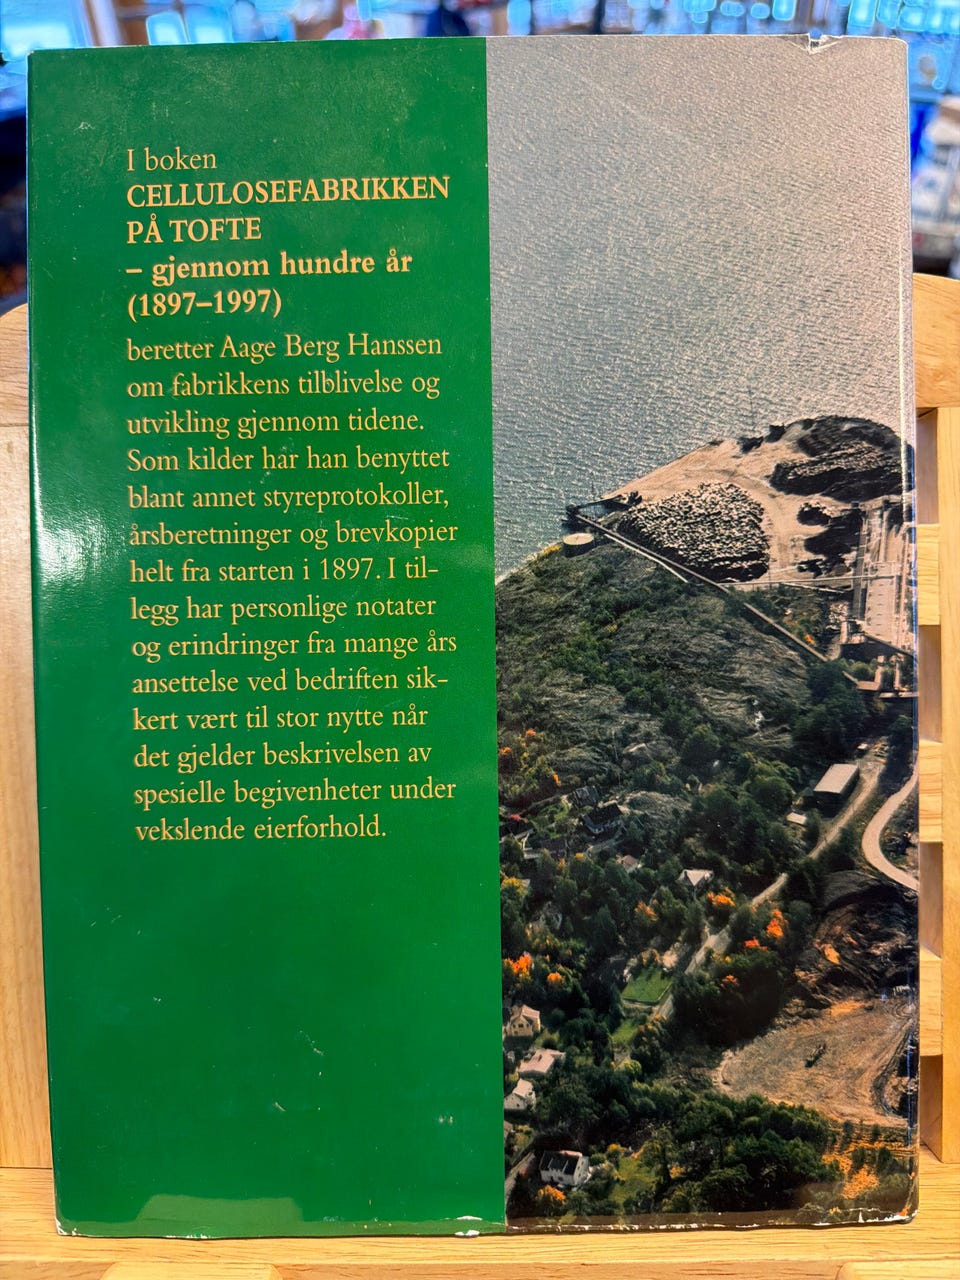 I boken
CELLULOSEFABRIKKEN
PÅ TOFTE
– gjennom hundre år
(1897–1997)
beretter Aage Berg Hanssen
om fabrikkens tilblivelse og
utvikling gjennom tidene.
Som kilder har han benyttet
blant annet styreprotokoller,
årsberetninger og brevkopier
helt fra starten i 1897. I til-
legg har personlige notater
og erindringer fra mange års
ansettelse ved bedriften sik-
kert vært til stor nytte når
det gjelder beskrivelsen av
spesielle begivenheter under
vekslende eierforhold.